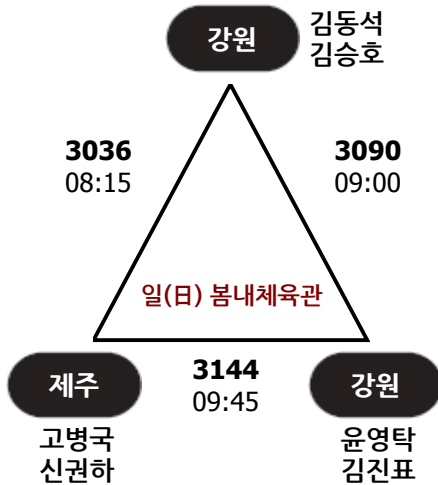 강원
김동석
김승호
3036
08:15
3090
09:00
일(日) 봄내체육관
제주
3144
09:45
강원
고병국
신권하
윤영탁
김진표